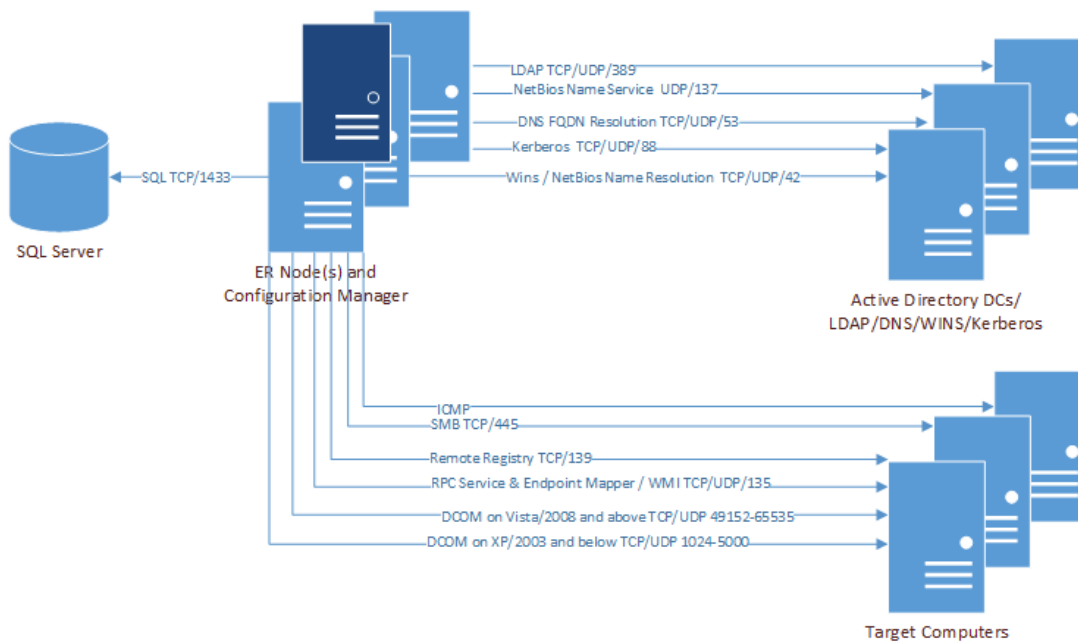 LDAP TCP/UDP/389
NetBios Name Service UDP/137
DNS FQDN Resolution TCP/UDP/53
Kerberos TCP/UDP/88
Wins / NetBios Name Resolution TCP/UDP/42
SQL TCP/1433
SQL Server
ER Node(s) and
Configuration Manager
Active Directory DCs/
LDAP/DNS/WINS/Kerberos
ICMP
SMB TCP/445
Remote Registry TCP/139
RPC Service & Endpoint Mapper / WMI TCP/UDP/135
DCOM on Vista/2008 and above TCP/UDP 49152-65535
DCOM on XP/2003 and below TCP/UDP 1024-5000
Target Computers